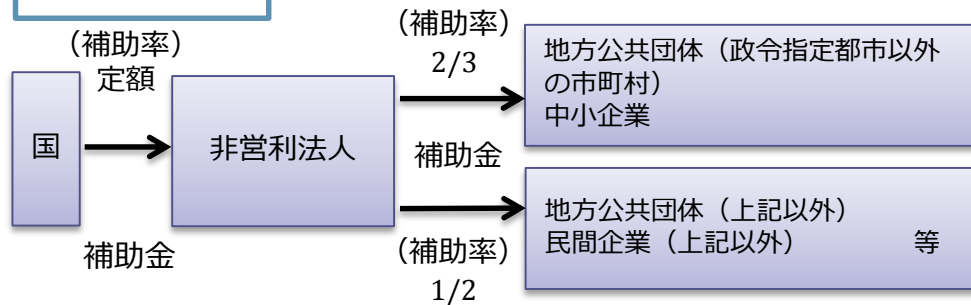 （補助率）
定額
国
補助金
非営利法人
（補助率）
2/3
補助金
（補助率）
1/2
地方公共団体（政令指定都市以外
の市町村）
中小企業
地方公共団体（上記以外）
民間企業（上記以外）　　　　等